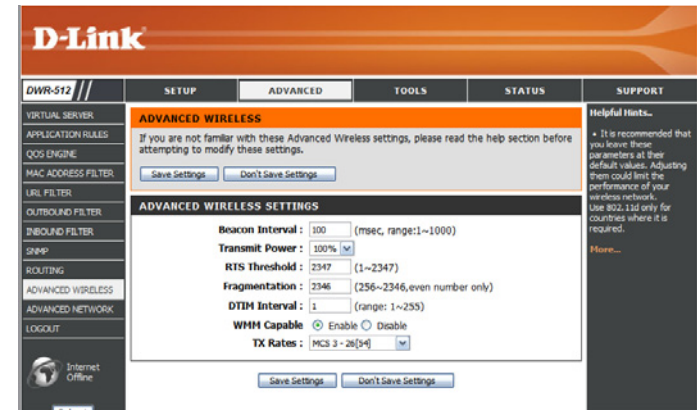 D-Link
DWR-512
SETUP
ADVANCED
TOOLS
STATUS
SUPPORT
VIRTUAL SERVER
APPLICATION RULES
QOS ENGINE
MAC ADDRESS FILTER
URL FILTER
OUTBOUND FILTER
INBOUND FILTER
SNMP
ROUTING
ADVANCED WIRELESS
ADVANCED NETWORK
LOGOUT
Internet
Offline
ADVANCED WIRELESS
If you are not familar with these Advanced Wireless settings, please read the help section before
attempting to modify these settings.
Save Settings
Don't Save Settings
ADVANCED WIRELESS SETTINGS
Beacon Interval : 100 (msec, range:1~1000)
Transmit Power : 100%
RTS Threshold : 2347 (1~2347)
Fragmentation : 2346 (256~2346,even number only)
DTIM Interval : 1 (range: 1~255)
WMM Capable Enable Disable
TX Rates : MCS 3 - 26[54]
Save Settings
Don't Save Settings
Helpful Hints..
• It is recommended that
you leave these
parameters at their
default values. Adjusting
them could limit the
performance of your
wireless network.
Use 802.11d only for
countries where it is
required.
More...